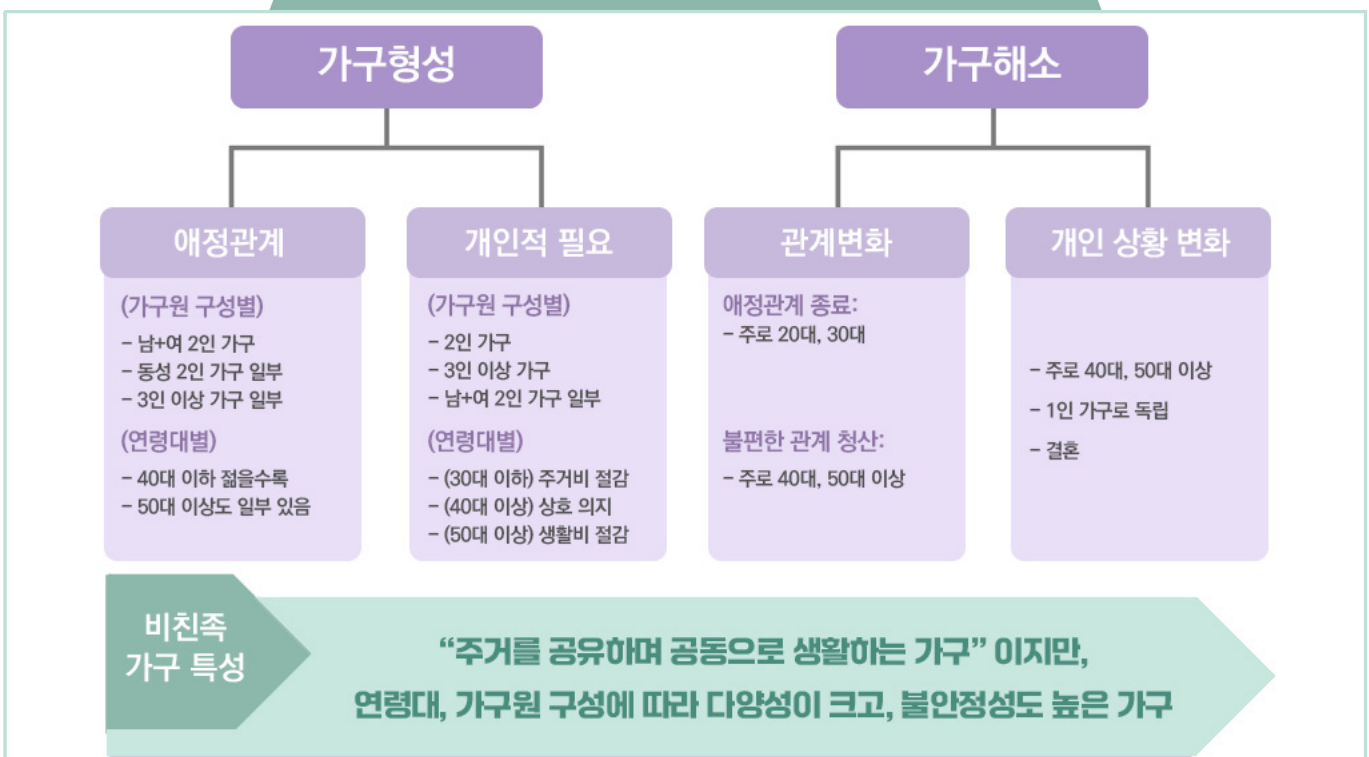 가구형성
가구해소
애정관계
(가구원 구성별)
– 남+여 2인 가구
– 동성 2인 가구 일부
– 3인 이상 가구 일부
(연령대별)
– 40대 이하 젊을수록
– 50대 이상도 일부 있음
개인적 필요
(가구원 구성별)
– 2인 가구
– 3인 이상 가구
– 남+여 2인 가구 일부
(연령대별)
– (30대 이하) 주거비 절감
– (40대 이상) 상호 의지
– (50대 이상) 생활비 절감
관계변화
애정관계 종료:
– 주로 20대, 30대
불편한 관계 청산:
– 주로 40대, 50대 이상
개인 상황 변화
– 주로 40대, 50대 이상
– 1인 가구로 독립
– 결혼
비친족
가구 특성
“주거를 공유하며 공동으로 생활하는 가구” 이지만,
연령대, 가구원 구성에 따라 다양성이 크고, 불안정성도 높은 가구